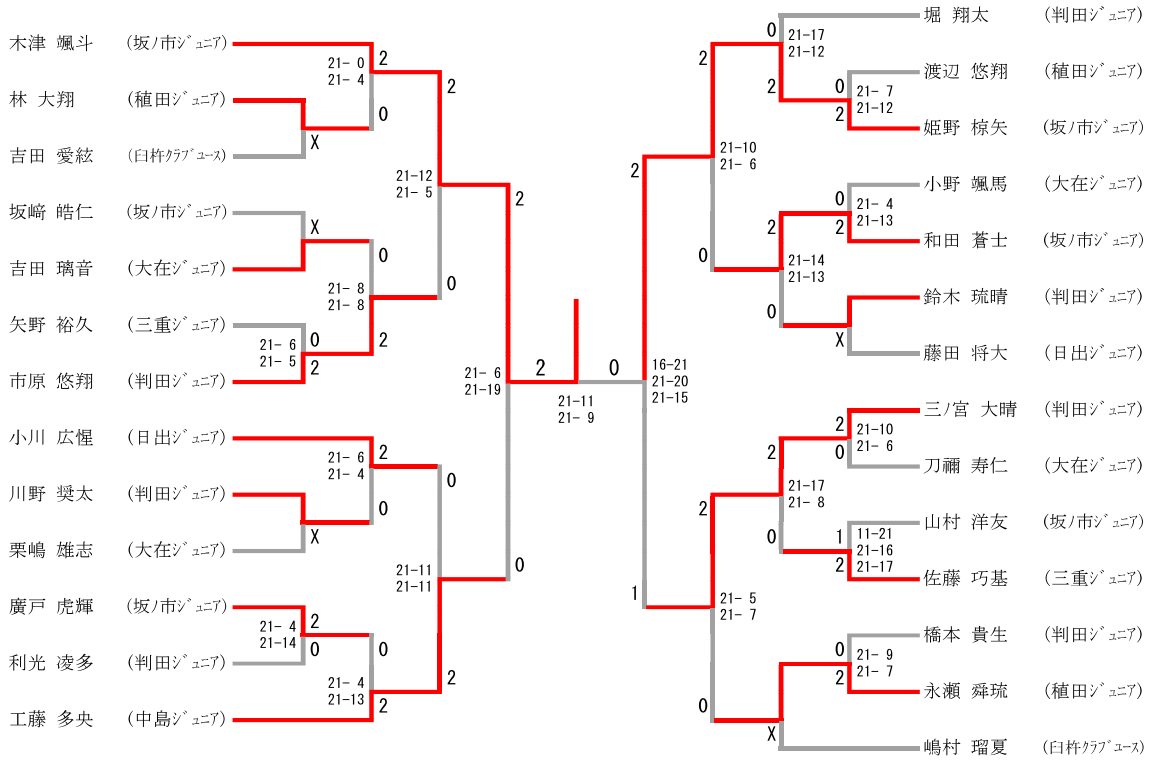 木津 颯斗 (坂ノ市ジュニア)
林 大翔 (稙田ジュニア)
吉田 愛絃 (臼杵クラブユース)
坂﨑 皓仁 (坂ノ市ジュニア)
吉田 璃音 (大在ジュニア)
矢野 裕久 (三重ジュニア)
市原 悠翔 (判田ジュニア)
小川 広惺 (日出ジュニア)
川野 奨太 (判田ジュニア)
栗嶋 雄志 (大在ジュニア)
廣戸 虎輝 (坂ノ市ジュニア)
利光 凌多 (判田ジュニア)
工藤 多央 (中島ジュニア)
21- 0
21- 4
2
0
X
X
21- 8
21- 8
0
2
21- 6
21- 5
0
2
21-12
21- 5
2
0
21- 6
21- 4
2
0
X
21- 4
21-14
2
0
21- 4
21-13
0
2
21-11
21-11
0
2
21- 6
21-19
2
0
2
0
21-11
21- 9
16-21
21-20
21-15
2
1
21-10
21- 6
2
0
21-17
21-12
0
2
21- 7
21-12
0
2
21- 4
21-13
0
2
21-14
21-13
2
0
X
21- 5
21- 7
2
0
21-17
21- 8
2
0
21-10
21- 6
2
0
11-21
21-16
21-17
1
2
21- 9
21- 7
0
2
X
堀 翔太 (判田ジュニア)
渡辺 悠翔 (稙田ジュニア)
姫野 椋矢 (坂ノ市ジュニア)
小野 颯馬 (大在ジュニア)
和田 蒼士 (坂ノ市ジュニア)
鈴木 琉晴 (判田ジュニア)
藤田 将大 (日出ジュニア)
三ノ宮 大晴 (判田ジュニア)
刀禰 寿仁 (大在ジュニア)
山村 洋友 (坂ノ市ジュニア)
佐藤 巧基 (三重ジュニア)
橋本 貴生 (判田ジュニア)
永瀬 舜琉 (稙田ジュニア)
嶋村 瑠夏 (臼杵クラブユース)